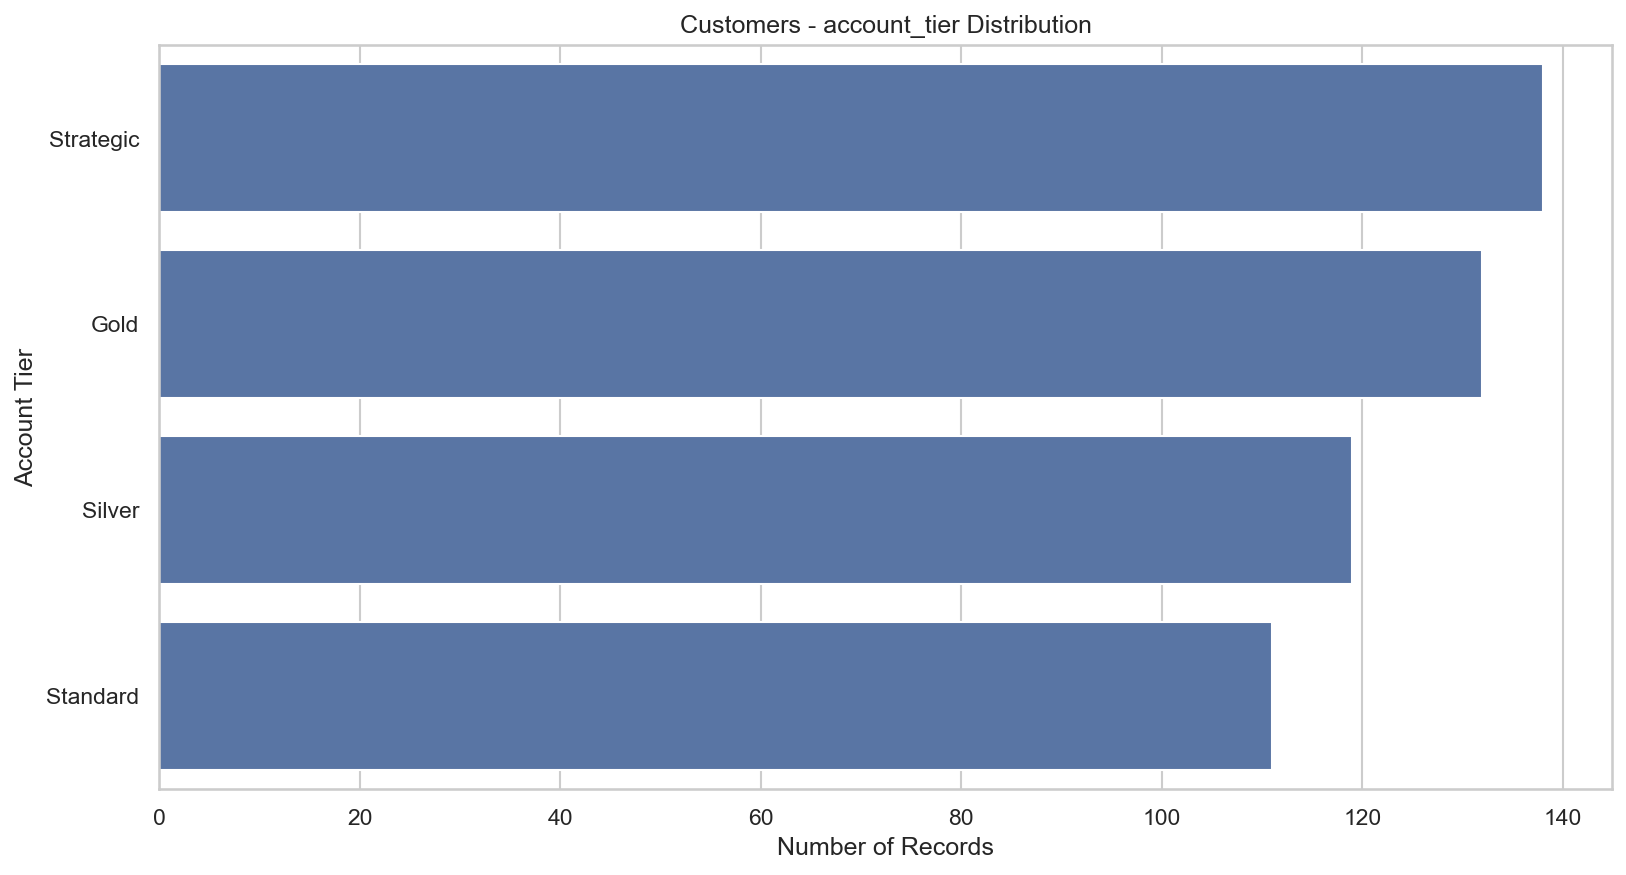 Customers - account_tier Distribution
Account Tier
Strategic
Gold
Silver
Standard
0 20 40 60 80 100 120 140
Number of Records